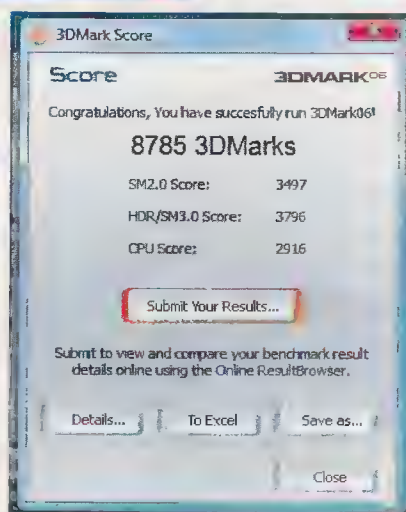 3DMark Score
Score 3DMARK06
Congratulations, You have succesfully run 3DMark06!
8785 3DMarks
SM2.0 Score: 3497
HDR/SM3.0 Score: 3796
CPU Score: 2916
Submit Your Results...
Submit to view and compare your benchmark result
details online using the Online ResultBrowser.
Details... To Excel Save as...
Close